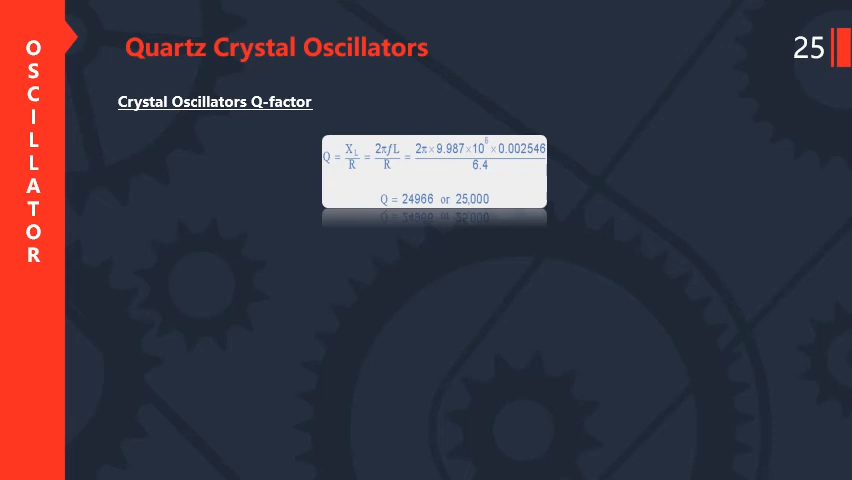 OSCILLATOR
Quartz Crystal Oscillators
25
Crystal Oscillators Q-factor
Q = X_L / R = 2πfL / R = 2π × 9.987 × 10^6 × 0.002546 / 6.4
Q = 24966 or 25,000